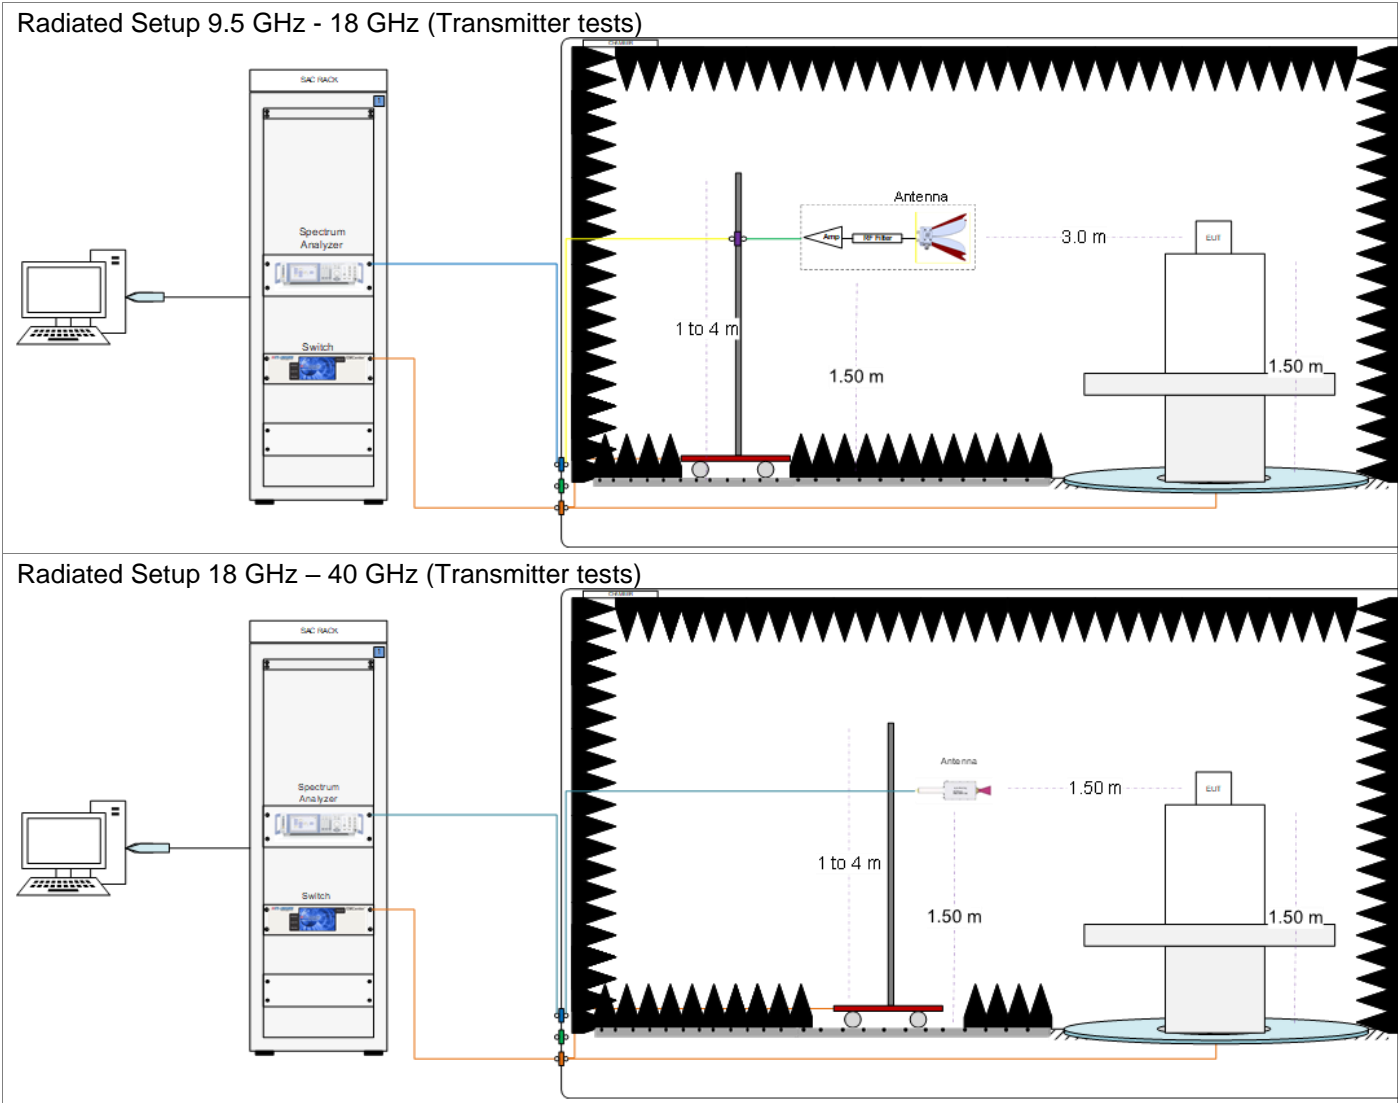 Radiated Setup 9.5 GHz - 18 GHz (Transmitter tests)
CHAMBER
SAC RACK
Antenna
Spectrum
Analyzer
Amp
RF Filter
3.0 m
EUT
1 to 4 m
Switch
1.50 m
1.50 m
Radiated Setup 18 GHz – 40 GHz (Transmitter tests)
CHAMBER
SAC RACK
Antenna
Spectrum
Analyzer
1.50 m
EUT
1 to 4 m
Switch
1.50 m
1.50 m